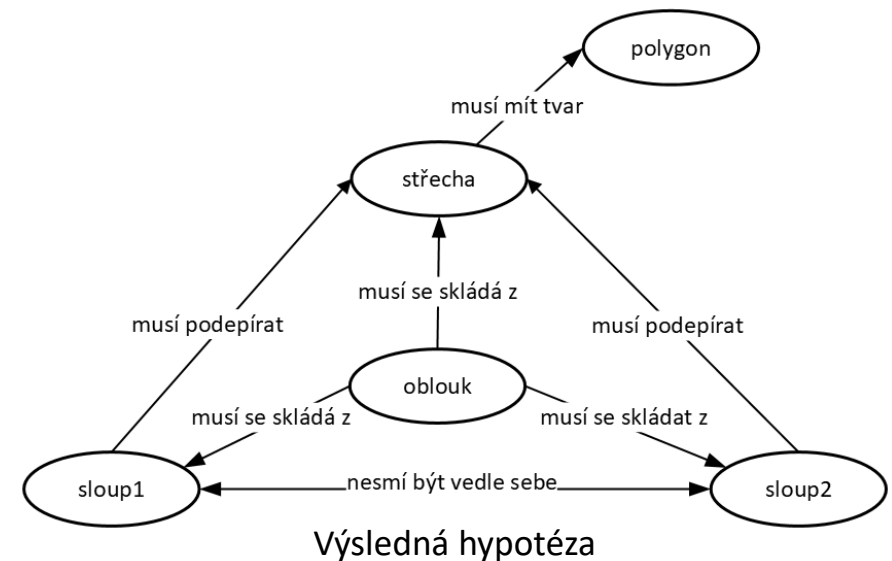 polygon
musí mít tvar
střecha
musí se skládá z
musí podepírat
musí podepírat
oblouk
musí se skládá z
musí se skládat z
sloup1
nesmí být vedle sebe
sloup2
Výsledná hypotéza